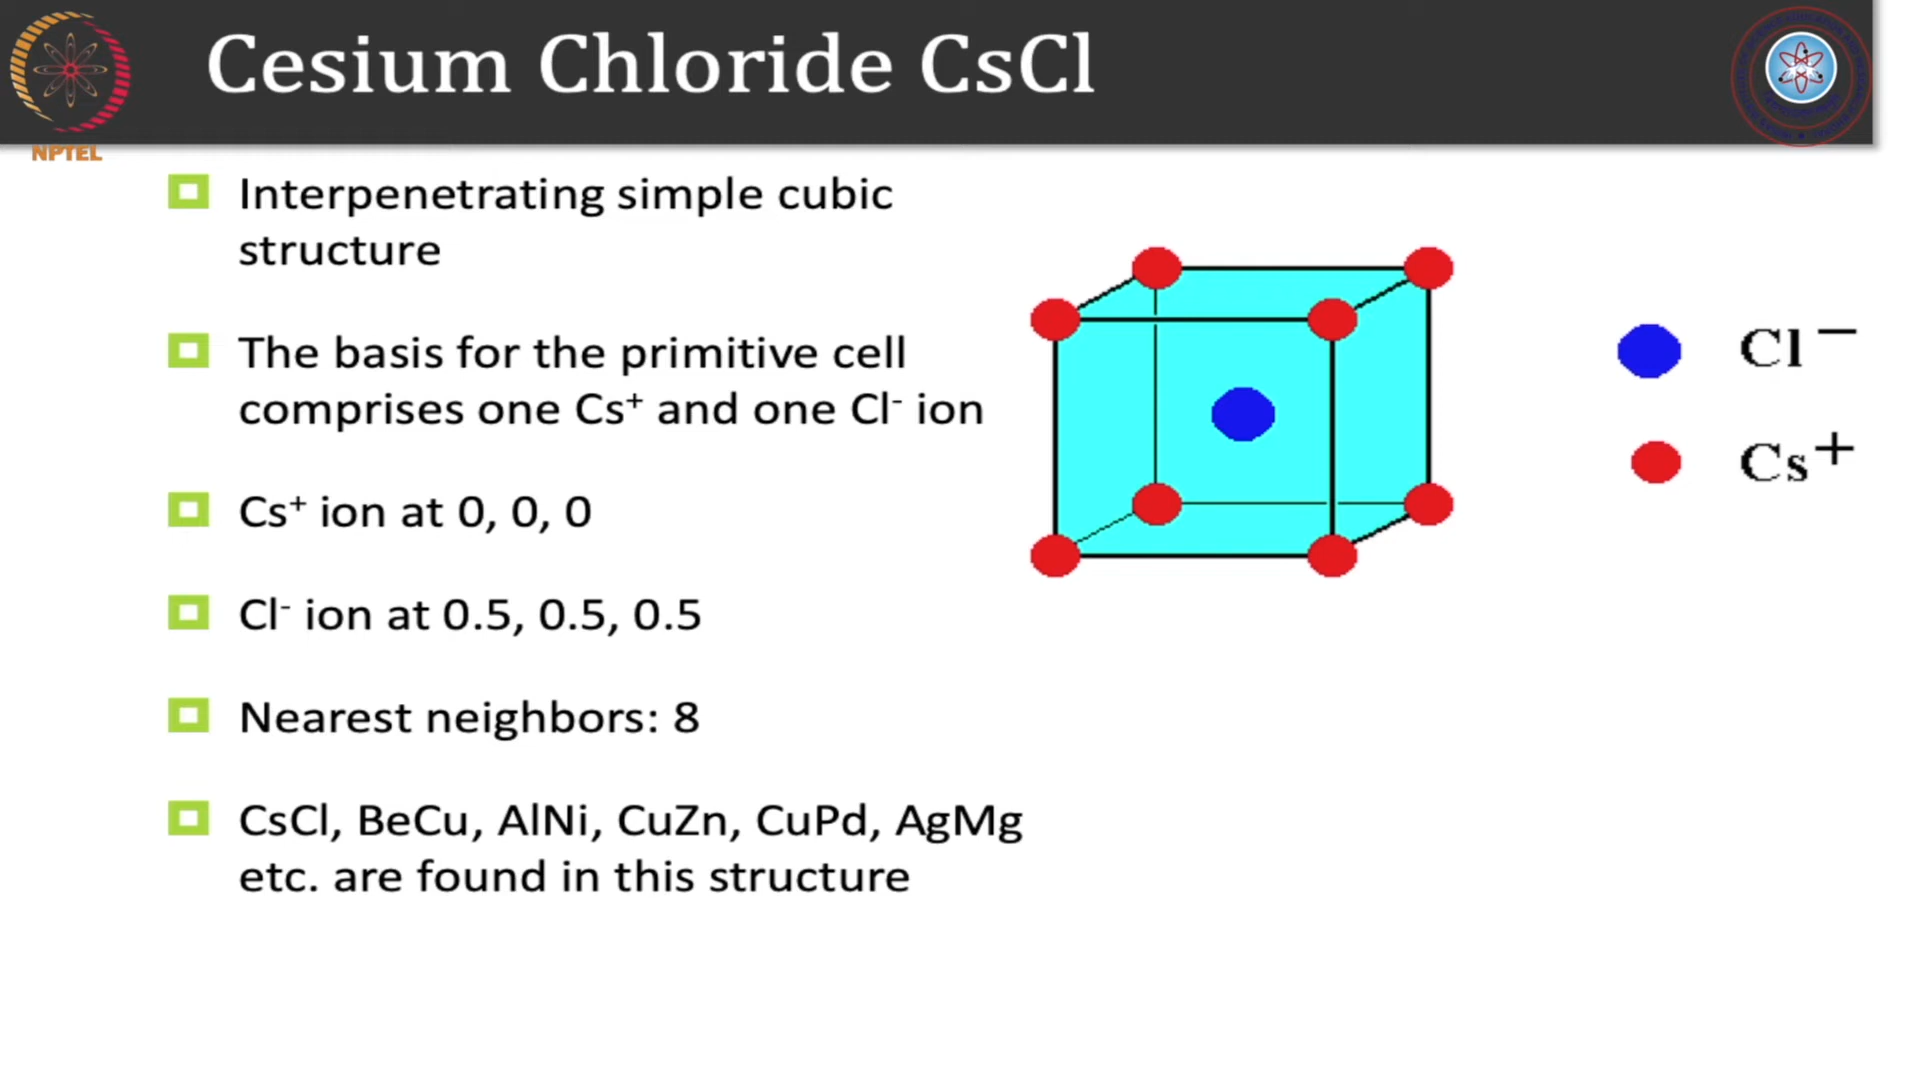 Cesium Chloride CsCl
NPTEL
Interpenetrating simple cubic
structure
The basis for the primitive cell
comprises one Cs⁺ and one Cl⁻ ion
Cs⁺ ion at 0, 0, 0
Cl⁻ ion at 0.5, 0.5, 0.5
Nearest neighbors: 8
CsCl, BeCu, AlNi, CuZn, CuPd, AgMg
etc. are found in this structure
Cl⁻
Cs⁺